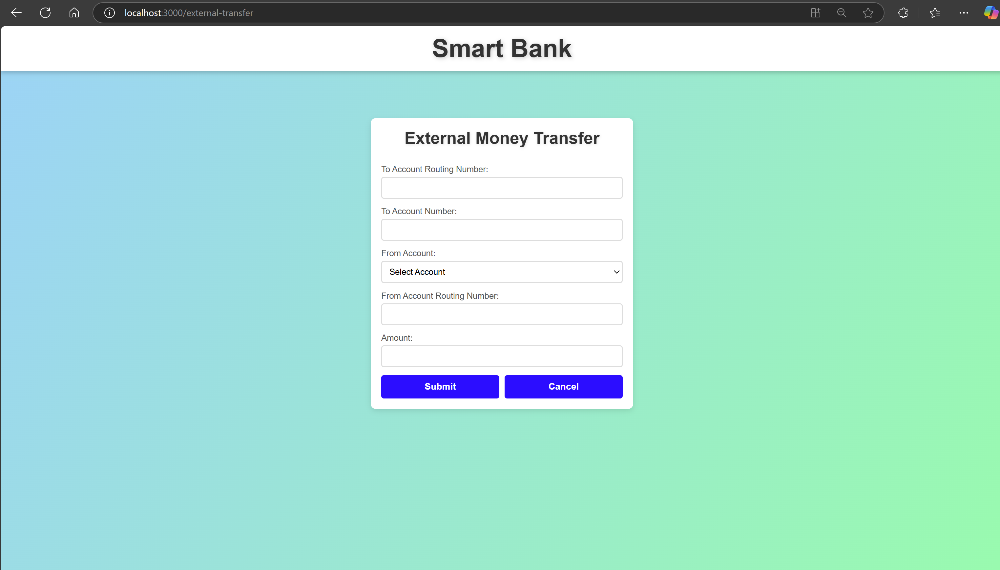 localhost:3000/external-transfer
Smart Bank
External Money Transfer
To Account Routing Number:
To Account Number:
From Account:
Select Account
From Account Routing Number:
Amount:
Submit Cancel